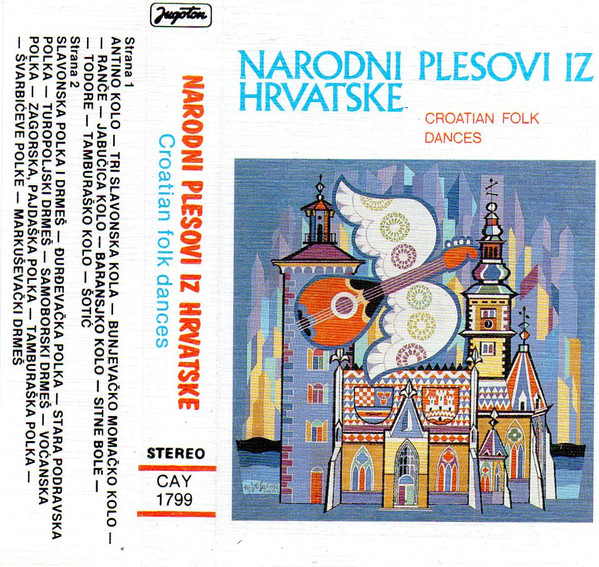 Strana 1
ANTINO KOLO – TRI SLAVONSKA KOLA – BUNJEVAČKO MOMAČKO KOLO –
– RANČE – JABUČICA KOLO – BARANJSKO KOLO – SITNE BOLE –
– TODORE – TAMBURAŠKO KOLO – ŠOTIĆ
Strana 2
SLAVONSKA POLKA I DRMEŠ – ĐURĐEVAČKA POLKA – STARA PODRAVSKA
POLKA – TUROPOLJSKI DRMEŠ – SAMOBORSKI DRMEŠ – VOĆANSKA
POLKA – ZAGORSKA, PAJDAŠKA POLKA – TAMBURAŠKA POLKA –
– ŠVARBIĆEVE POLKE – MARKUŠEVAČKI DRMEŠ
Jugoton
NARODNI PLESOVI IZ HRVATSKE
Croatian folk dances
STEREO
CAY
1799
NARODNI PLESOVI IZ
HRVATSKE
CROATIAN FOLK
DANCES